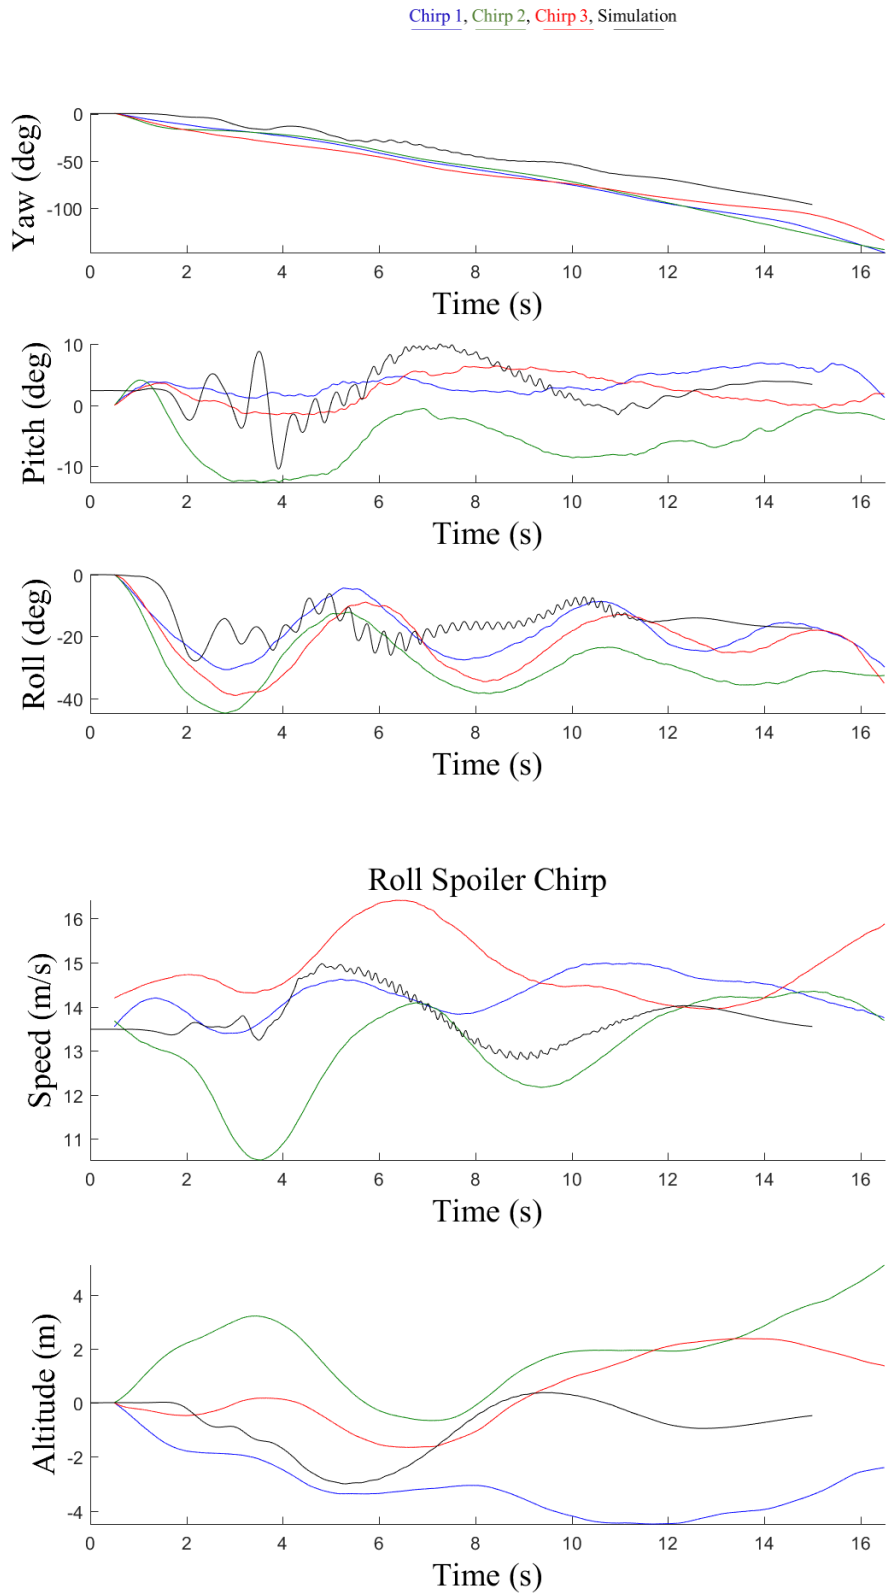 Chirp 1, Chirp 2, Chirp 3, Simulation
Yaw (deg)
0
-50
-100
0 2 4 6 8 10 12 14 16
Time (s)
Pitch (deg)
10
0
-10
0 2 4 6 8 10 12 14 16
Time (s)
Roll (deg)
0
-20
-40
0 2 4 6 8 10 12 14 16
Time (s)
Roll Spoiler Chirp
Speed (m/s)
16
15
14
13
12
11
0 2 4 6 8 10 12 14 16
Time (s)
Altitude (m)
4
2
0
-2
-4
0 2 4 6 8 10 12 14 16
Time (s)